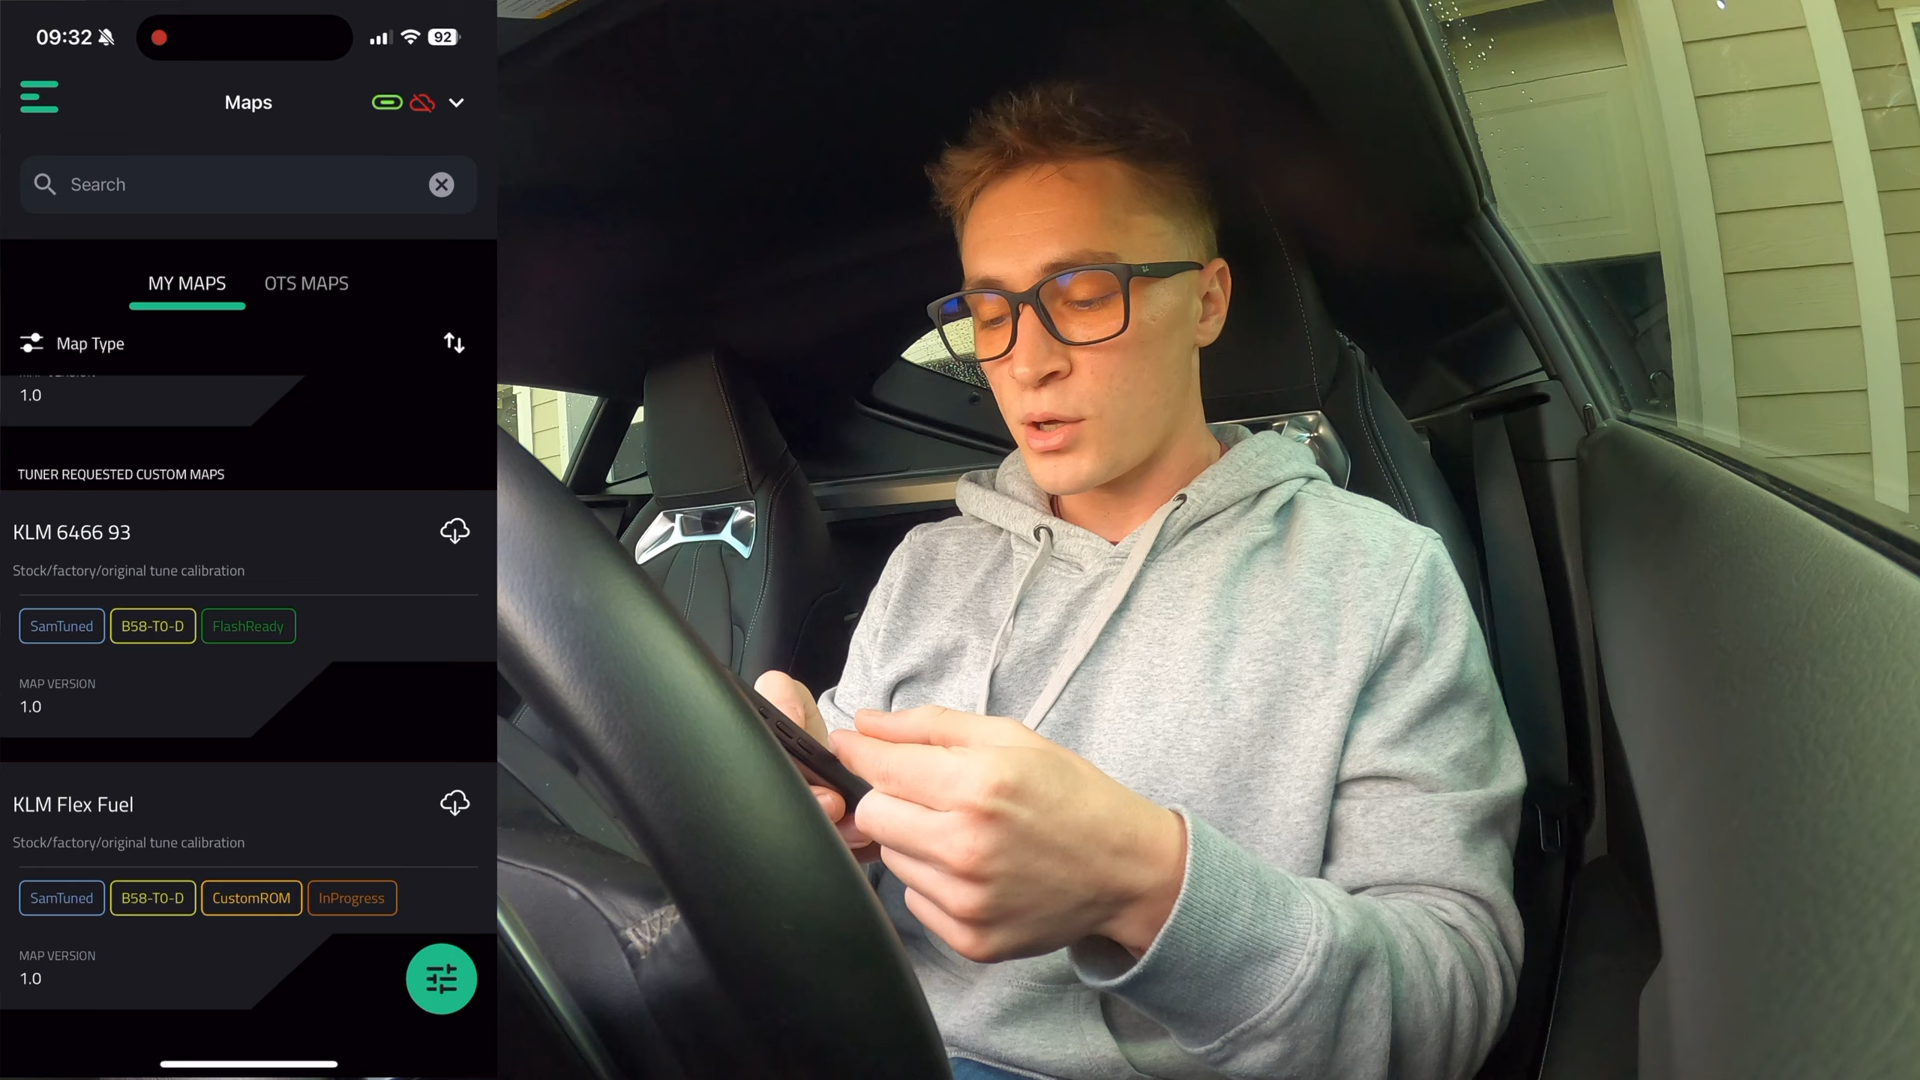 09:32
92
Maps
Search
MY MAPS OTS MAPS
Map Type
1.0
TUNER REQUESTED CUSTOM MAPS
KLM 6466 93
Stock/factory/original tune calibration
SamTuned B58-T0-D FlashReady
MAP VERSION
1.0
KLM Flex Fuel
Stock/factory/original tune calibration
SamTuned B58-T0-D CustomROM InProgress
MAP VERSION
1.0